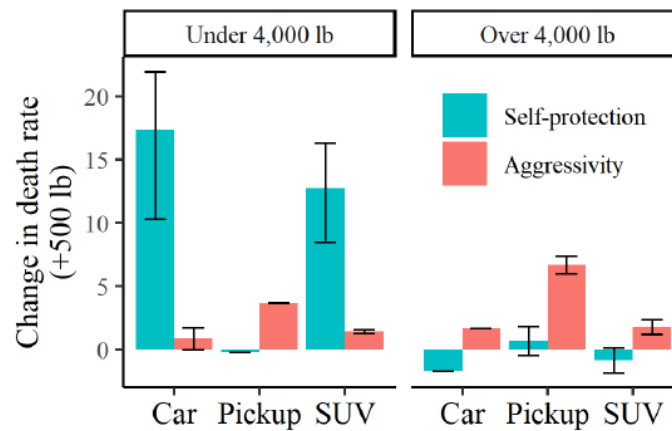 Under 4,000 lb
Over 4,000 lb
Change in death rate
(+500 lb)
20
15
10
5
0
Self-protection
Aggressivity
Car Pickup SUV
Car Pickup SUV